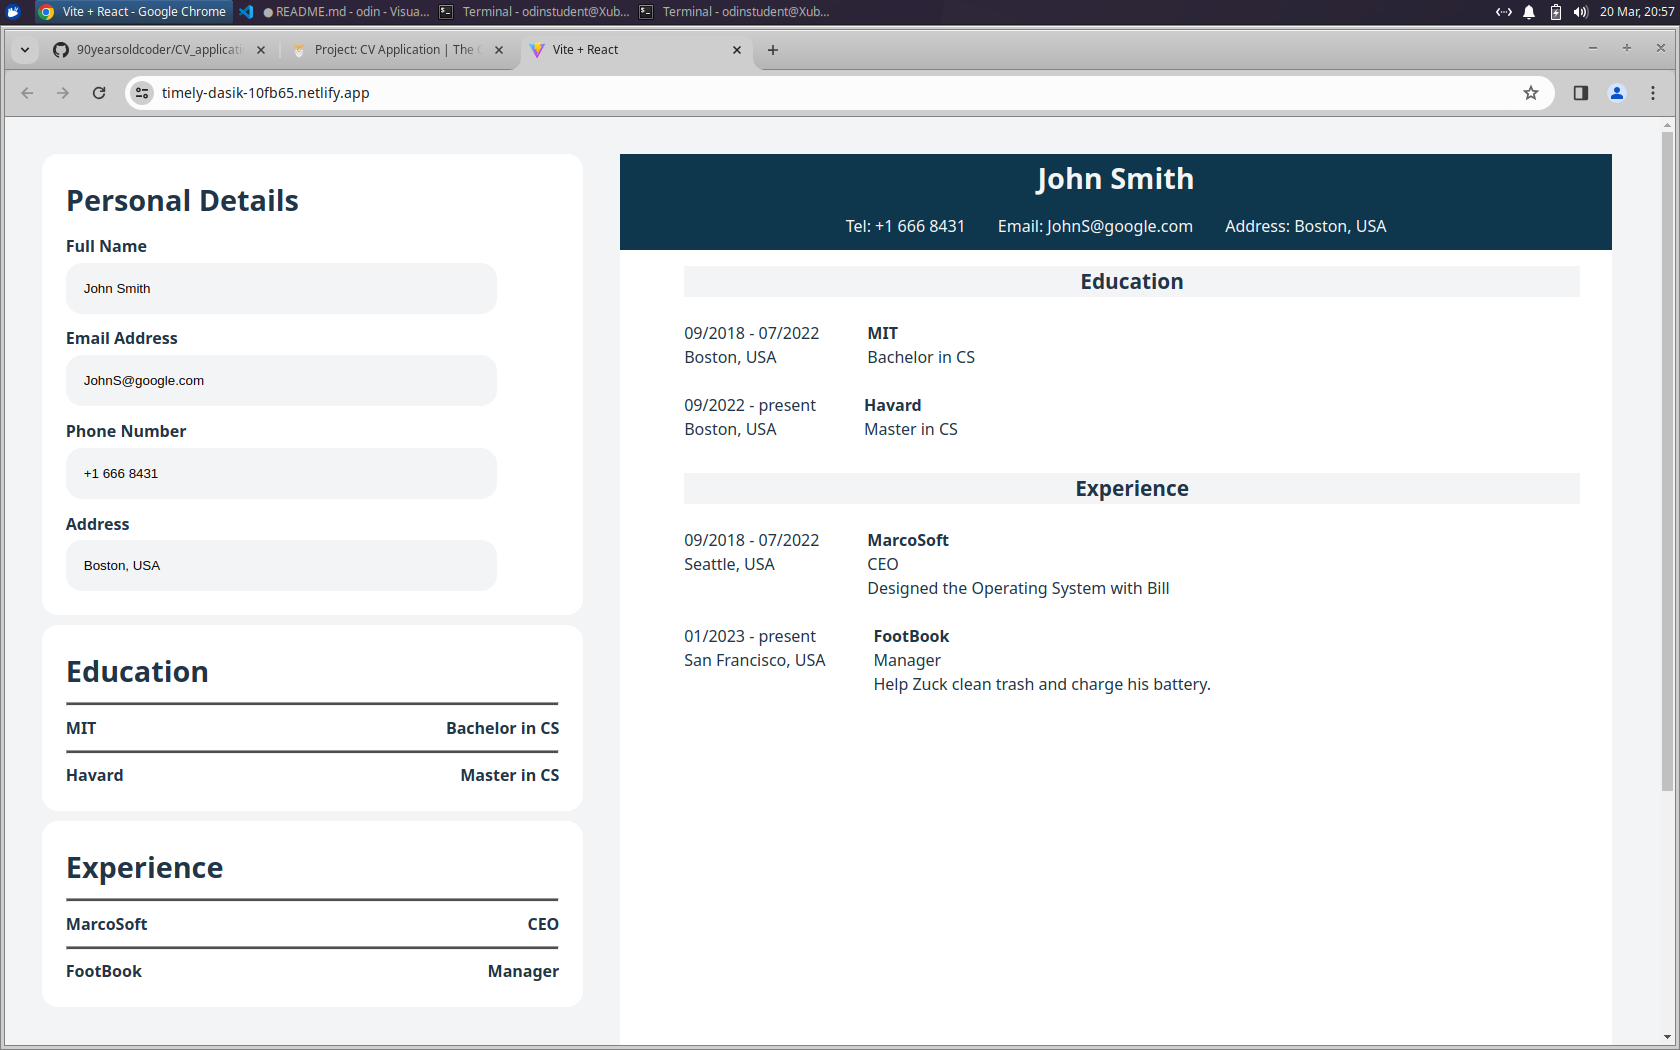 Vite + React - Google Chrome
README.md - odin - Visua...
Terminal - odinstudent@Xub...
Terminal - odinstudent@Xub...
20 Mar, 20:57
90yearsoldcoder/CV_applicati
Project: CV Application | The
Vite + React
timely-dasik-10fb65.netlify.app
Personal Details
Full Name
John Smith
Email Address
JohnS@google.com
Phone Number
+1 666 8431
Address
Boston, USA
Education
MIT Bachelor in CS
Havard Master in CS
Experience
MarcoSoft CEO
FootBook Manager
John Smith
Tel: +1 666 8431 Email: JohnS@google.com Address: Boston, USA
Education
09/2018 - 07/2022 MIT
Boston, USA Bachelor in CS
09/2022 - present Havard
Boston, USA Master in CS
Experience
09/2018 - 07/2022 MarcoSoft
Seattle, USA CEO
Designed the Operating System with Bill
01/2023 - present FootBook
San Francisco, USA Manager
Help Zuck clean trash and charge his battery.